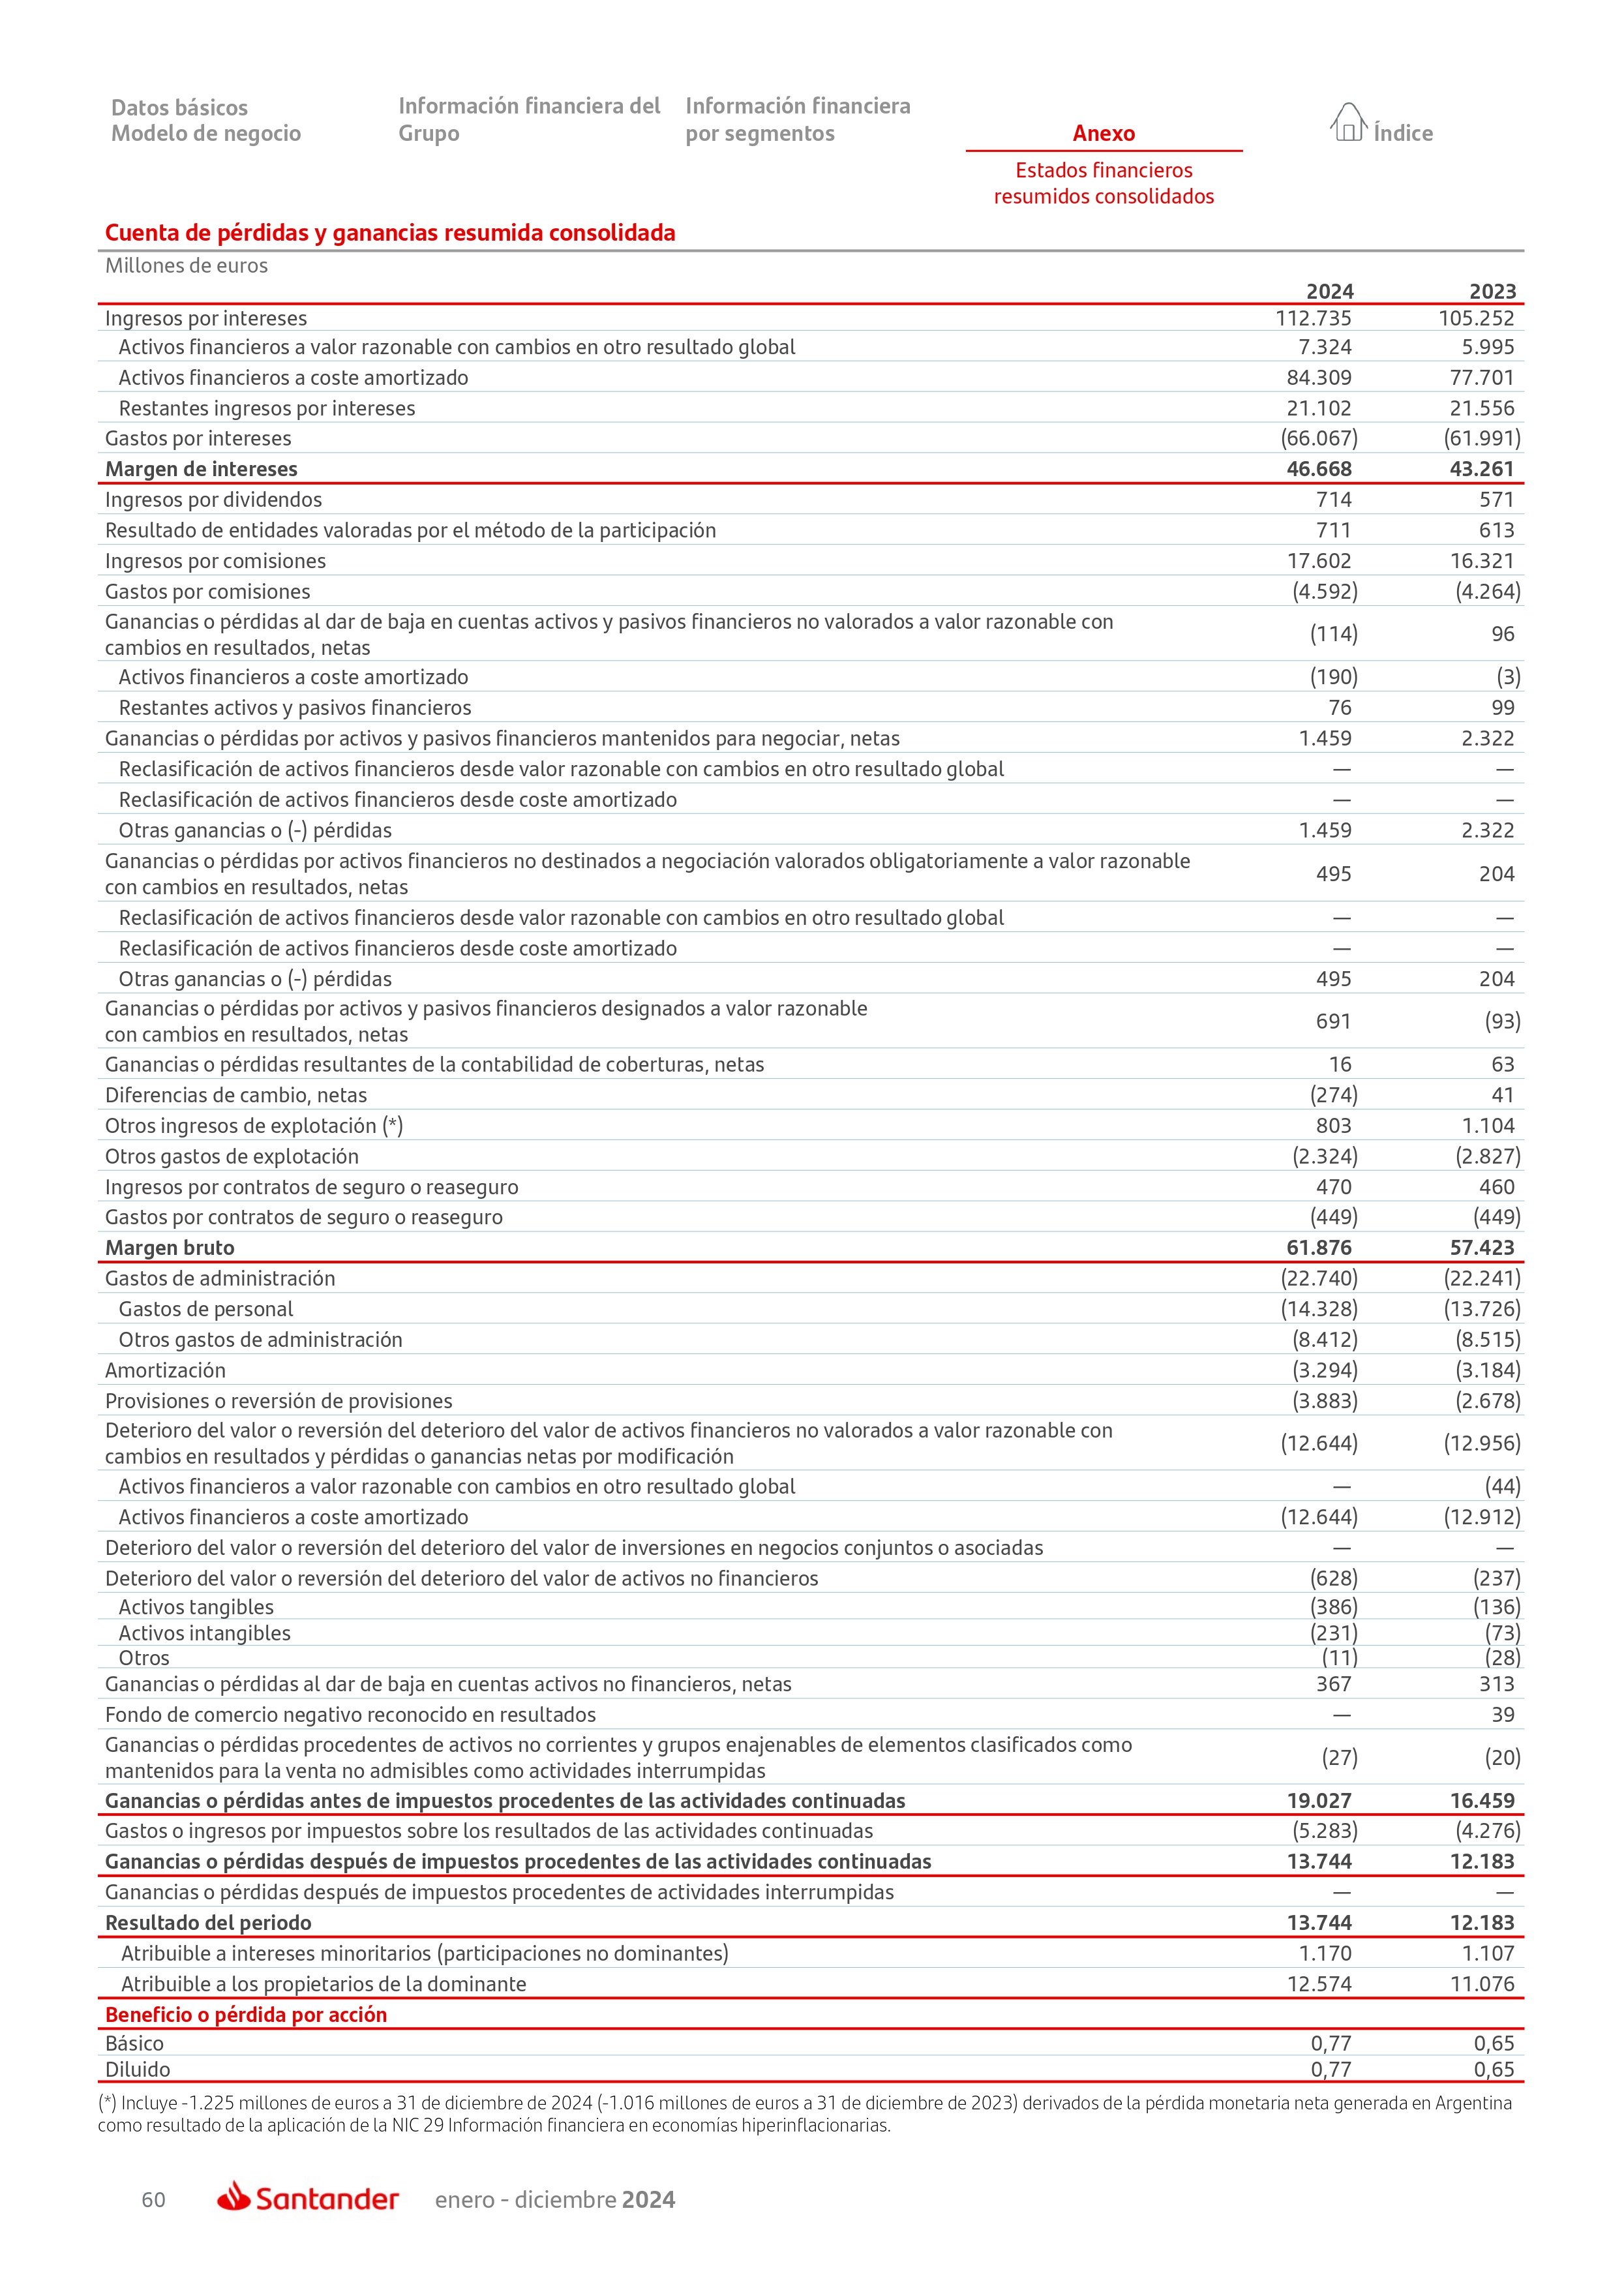 Datos básicos
Modelo de negocio
Información financiera del
Grupo
Información financiera
por segmentos
Anexo
Índice
Estados financieros
resumidos consolidados
Cuenta de pérdidas y ganancias resumida consolidada
Millones de euros
2024 2023
Ingresos por intereses 112.735 105.252
Activos financieros a valor razonable con cambios en otro resultado global 7.324 5.995
Activos financieros a coste amortizado 84.309 77.701
Restantes ingresos por intereses 21.102 21.556
Gastos por intereses (66.067) (61.991)
Margen de intereses 46.668 43.261
Ingresos por dividendos 714 571
Resultado de entidades valoradas por el método de la participación 711 613
Ingresos por comisiones 17.602 16.321
Gastos por comisiones (4.592) (4.264)
Ganancias o pérdidas al dar de baja en cuentas activos y pasivos financieros no valorados a valor razonable con
cambios en resultados, netas (114) 96
Activos financieros a coste amortizado (190) (3)
Restantes activos y pasivos financieros 76 99
Ganancias o pérdidas por activos y pasivos financieros mantenidos para negociar, netas 1.459 2.322
Reclasificación de activos financieros desde valor razonable con cambios en otro resultado global — —
Reclasificación de activos financieros desde coste amortizado — —
Otras ganancias o (-) pérdidas 1.459 2.322
Ganancias o pérdidas por activos financieros no destinados a negociación valorados obligatoriamente a valor razonable
con cambios en resultados, netas 495 204
Reclasificación de activos financieros desde valor razonable con cambios en otro resultado global — —
Reclasificación de activos financieros desde coste amortizado — —
Otras ganancias o (-) pérdidas 495 204
Ganancias o pérdidas por activos y pasivos financieros designados a valor razonable
con cambios en resultados, netas 691 (93)
Ganancias o pérdidas resultantes de la contabilidad de coberturas, netas 16 63
Diferencias de cambio, netas (274) 41
Otros ingresos de explotación (*) 803 1.104
Otros gastos de explotación (2.324) (2.827)
Ingresos por contratos de seguro o reaseguro 470 460
Gastos por contratos de seguro o reaseguro (449) (449)
Margen bruto 61.876 57.423
Gastos de administración (22.740) (22.241)
Gastos de personal (14.328) (13.726)
Otros gastos de administración (8.412) (8.515)
Amortización (3.294) (3.184)
Provisiones o reversión de provisiones (3.883) (2.678)
Deterioro del valor o reversión del deterioro del valor de activos financieros no valorados a valor razonable con
cambios en resultados y pérdidas o ganancias netas por modificación (12.644) (12.956)
Activos financieros a valor razonable con cambios en otro resultado global — (44)
Activos financieros a coste amortizado (12.644) (12.912)
Deterioro del valor o reversión del deterioro del valor de inversiones en negocios conjuntos o asociadas — —
Deterioro del valor o reversión del deterioro del valor de activos no financieros (628) (237)
Activos tangibles (386) (136)
Activos intangibles (231) (73)
Otros (11) (28)
Ganancias o pérdidas al dar de baja en cuentas activos no financieros, netas 367 313
Fondo de comercio negativo reconocido en resultados — 39
Ganancias o pérdidas procedentes de activos no corrientes y grupos enajenables de elementos clasificados como
mantenidos para la venta no admisibles como actividades interrumpidas (27) (20)
Ganancias o pérdidas antes de impuestos procedentes de las actividades continuadas 19.027 16.459
Gastos o ingresos por impuestos sobre los resultados de las actividades continuadas (5.283) (4.276)
Ganancias o pérdidas después de impuestos procedentes de las actividades continuadas 13.744 12.183
Ganancias o pérdidas después de impuestos procedentes de actividades interrumpidas — —
Resultado del periodo 13.744 12.183
Atribuible a intereses minoritarios (participaciones no dominantes) 1.170 1.107
Atribuible a los propietarios de la dominante 12.574 11.076
Beneficio o pérdida por acción
Básico 0,77 0,65
Diluido 0,77 0,65
(*) Incluye -1.225 millones de euros a 31 de diciembre de 2024 (-1.016 millones de euros a 31 de diciembre de 2023) derivados de la pérdida monetaria neta generada en Argentina
como resultado de la aplicación de la NIC 29 Información financiera en economías hiperinflacionarias.
60 Santander enero - diciembre 2024